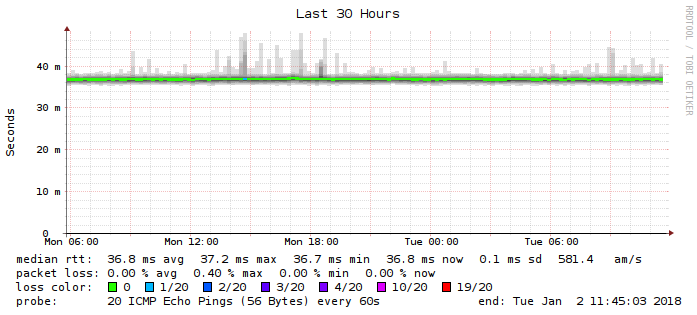 Last 30 Hours
RRDTOOL / TOBI OETIKER
Seconds
40 m
30 m
20 m
10 m
0
Mon 06:00 Mon 12:00 Mon 18:00 Tue 00:00 Tue 06:00
median rtt: 36.8 ms avg 37.2 ms max 36.7 ms min 36.8 ms now 0.1 ms sd 581.4 am/s
packet loss: 0.00 % avg 0.40 % max 0.00 % min 0.00 % now
loss color: 0 1/20 2/20 3/20 4/20 10/20 19/20
probe: 20 ICMP Echo Pings (56 Bytes) every 60s end: Tue Jan 2 11:45:03 2018